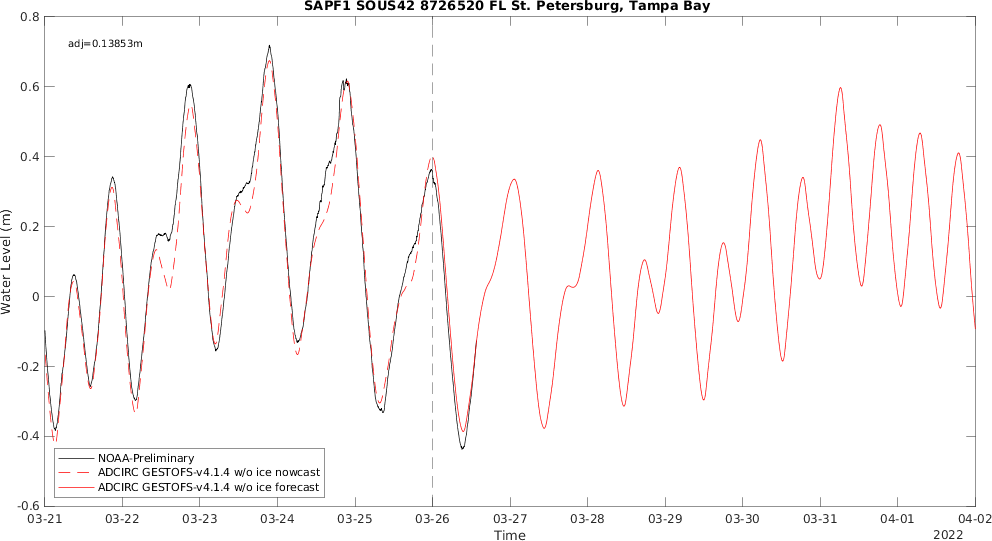 SAPF1 SOUS42 8726520 FL St. Petersburg, Tampa Bay
adj=0.13853m
0.8
0.6
0.4
0.2
0
-0.2
-0.4
-0.6
Water Level (m)
NOAA-Preliminary
ADCIRC GESTOFS-v4.1.4 w/o ice nowcast
ADCIRC GESTOFS-v4.1.4 w/o ice forecast
03-21 03-22 03-23 03-24 03-25 03-26 03-27 03-28 03-29 03-30 03-31 04-01 04-02
Time
2022